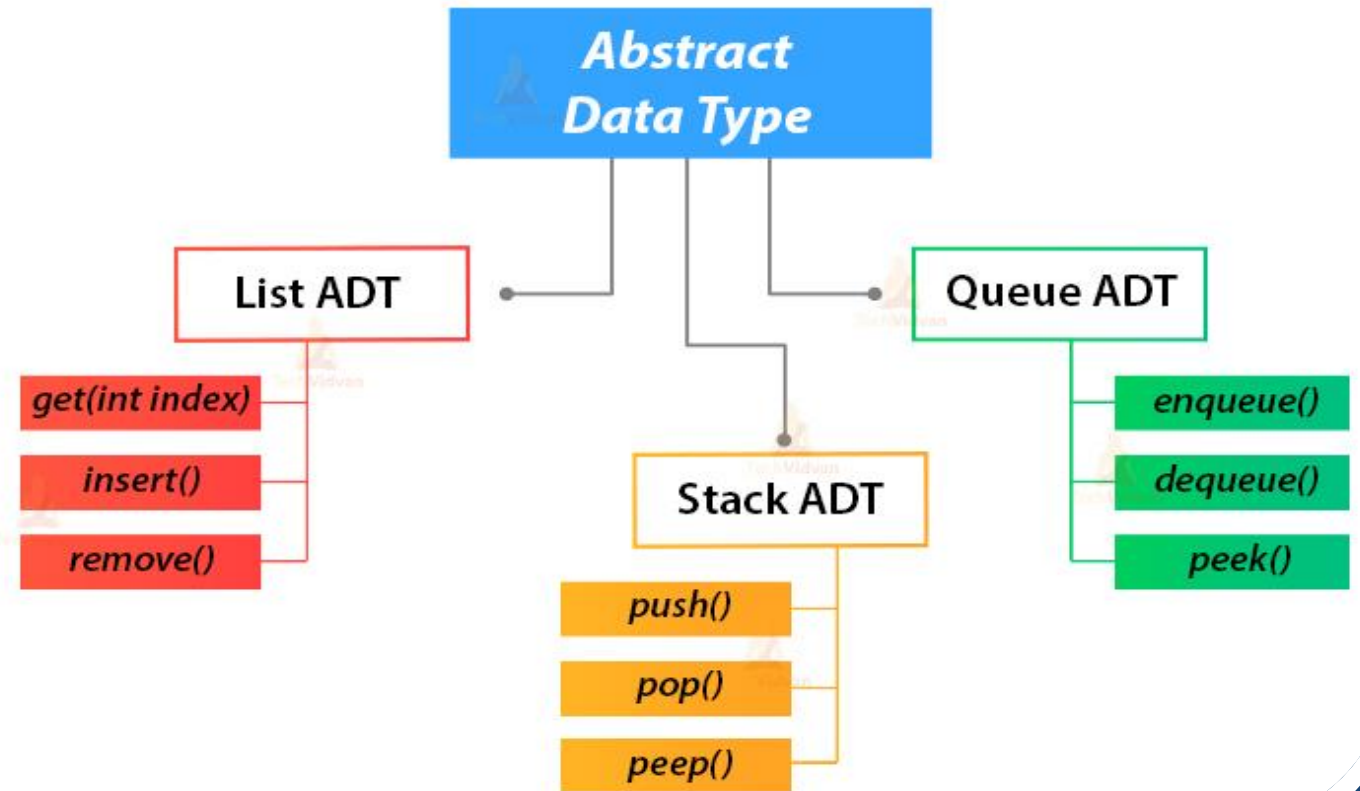 Abstract
Data Type
List ADT
get(int index)
insert()
remove()
Stack ADT
push()
pop()
peep()
Queue ADT
enqueue()
dequeue()
peek()